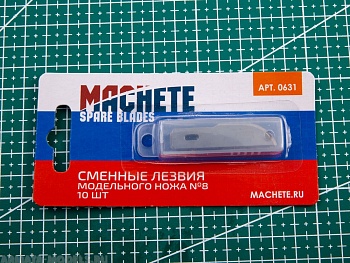 MACHETE
SPARE BLADES
АРТ. 0631
СМЕННЫЕ ЛЕЗВИЯ
МОДЕЛЬНОГО НОЖА №8
10 ШТ
MACHETE.RU